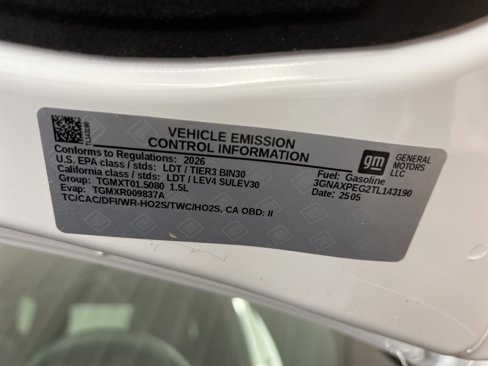 TL143190
VEHICLE EMISSION
CONTROL INFORMATION
gm
GENERAL
MOTORS
LLC
Conforms to Regulations: 2026
U.S. EPA class / stds: LDT / TIER3 BIN30
California class / stds: LDT / LEV4 SULEV30
Group: TGMXT01.5080 1.5L
Evap: TGMXR009837A
TC/CAC/DFI/WR-HO2S/TWC/HO2S, CA OBD: II
Fuel: Gasoline
3GNAXPEG2TL143190
Date: 2505